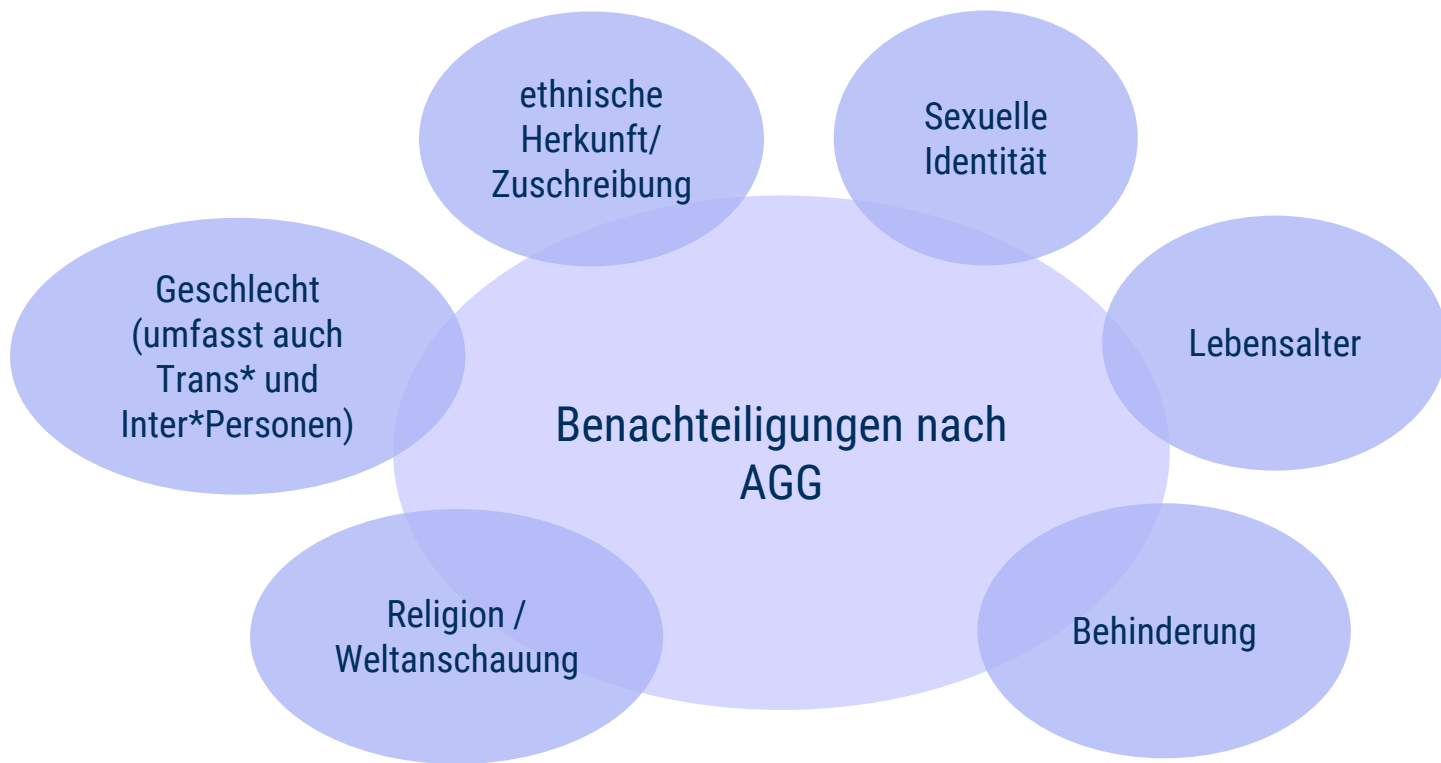 ethnische
Herkunft/
Zuschreibung
Sexuelle
Identität
Geschlecht
(umfasst auch
Trans* und
Inter*Personen)
Lebensalter
Benachteiligungen nach
AGG
Religion /
Weltanschauung
Behinderung